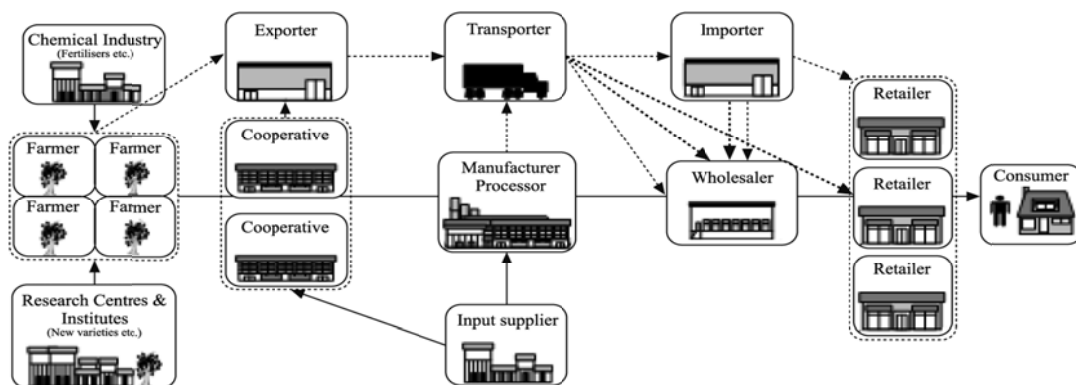 Chemical Industry
(Fertilisers etc.)
Exporter
Transporter
Importer
Retailer
Farmer
Farmer
Cooperative
Manufacturer
Processor
Wholesaler
Retailer
Consumer
Farmer
Farmer
Cooperative
Retailer
Research Centres &
Institutes
(New varieties etc.)
Input supplier